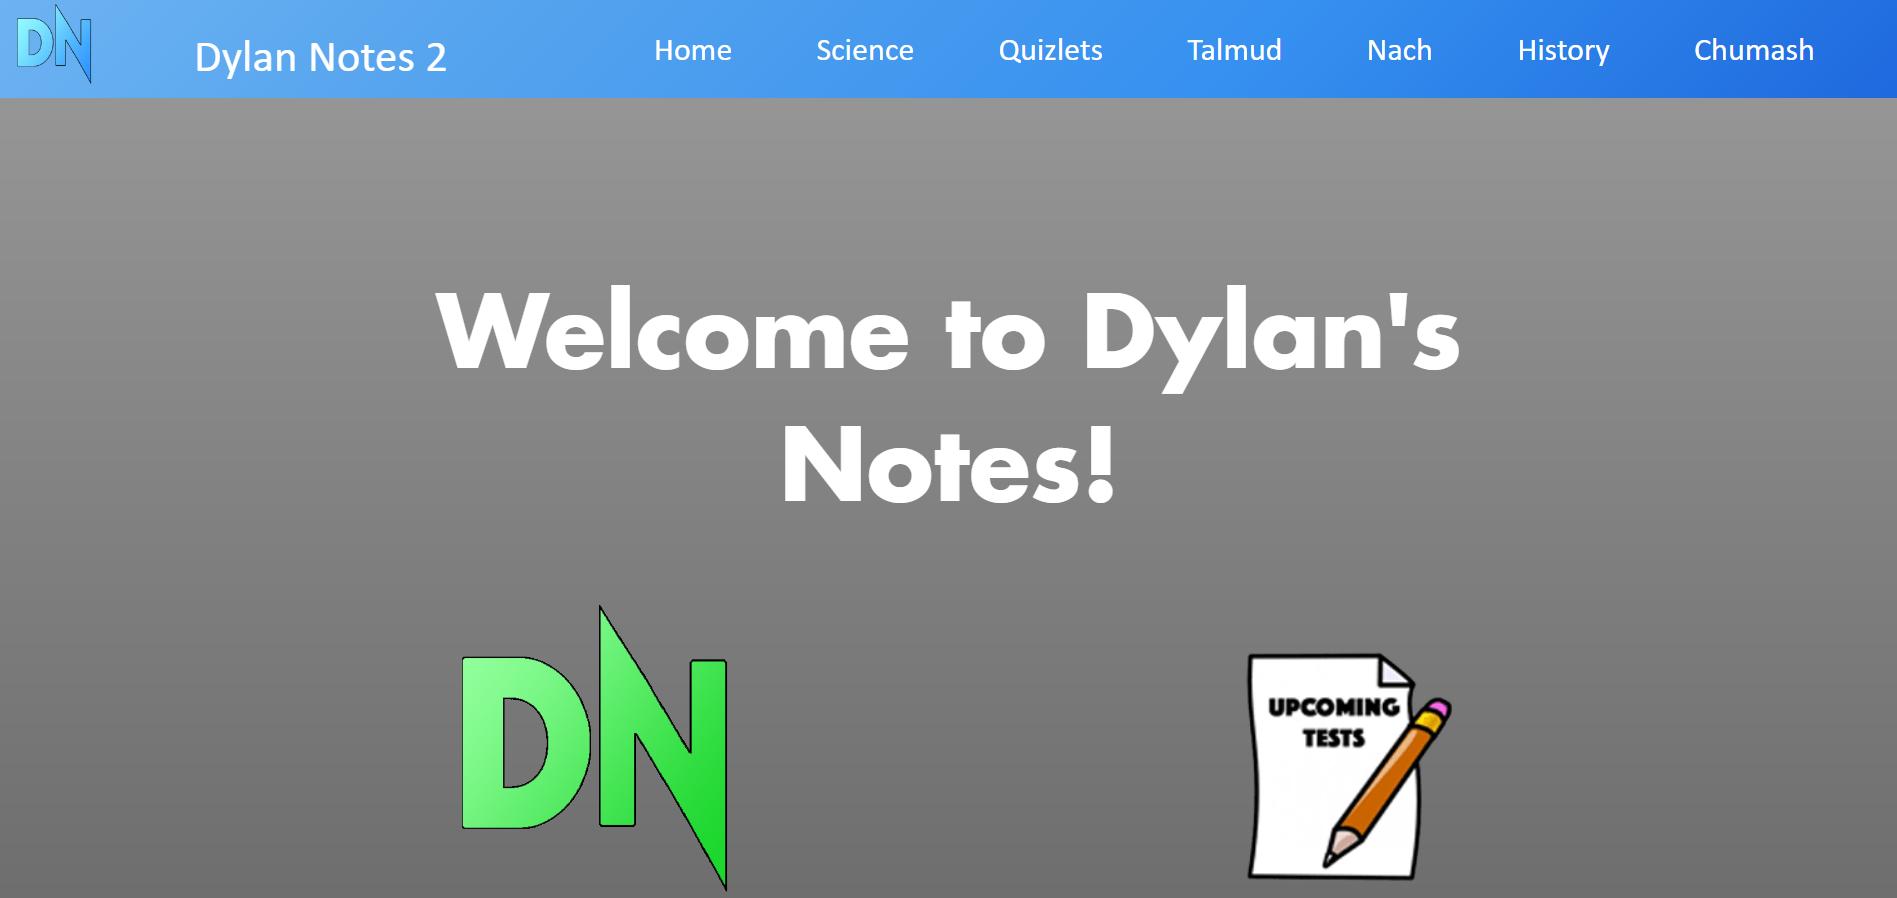 DN
Dylan Notes 2
Home
Science
Quizlets
Talmud
Nach
History
Chumash
Welcome to Dylan's
Notes!
DN
UPCOMING
TESTS